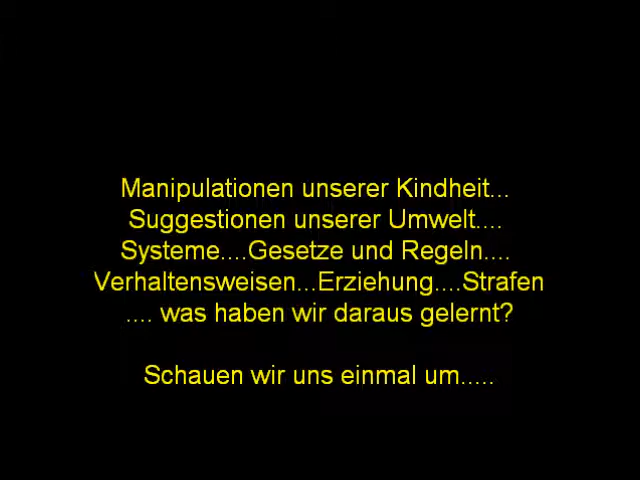 Manipulationen unserer Kindheit...
Suggestionen unserer Umwelt....
Systeme....Gesetze und Regeln....
Verhaltensweisen...Erziehung....Strafen
.... was haben wir daraus gelernt?
Schauen wir uns einmal um.....